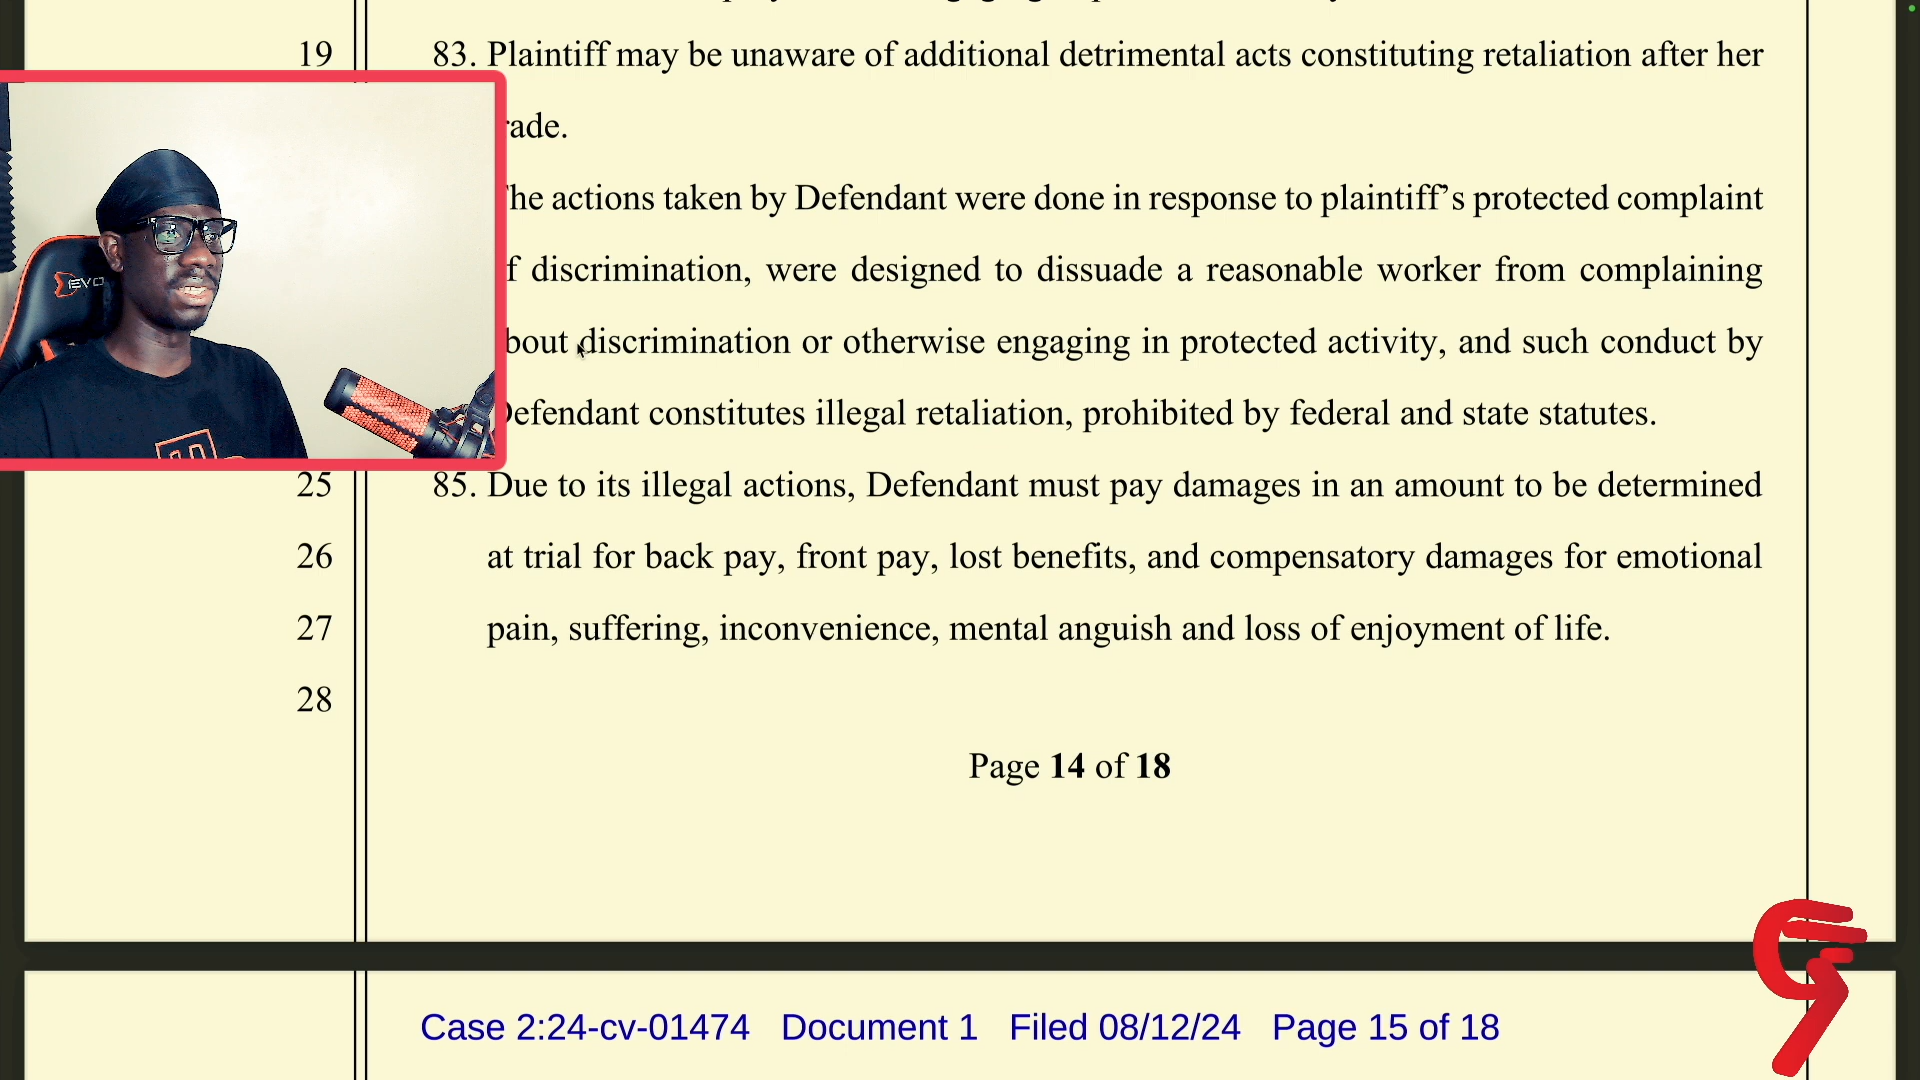 19 83. Plaintiff may be unaware of additional detrimental acts constituting retaliation after her
rade.
he actions taken by Defendant were done in response to plaintiff’s protected complaint
f discrimination, were designed to dissuade a reasonable worker from complaining
bout discrimination or otherwise engaging in protected activity, and such conduct by
Defendant constitutes illegal retaliation, prohibited by federal and state statutes.
25 85. Due to its illegal actions, Defendant must pay damages in an amount to be determined
26 at trial for back pay, front pay, lost benefits, and compensatory damages for emotional
27 pain, suffering, inconvenience, mental anguish and loss of enjoyment of life.
28
Page 14 of 18
Case 2:24-cv-01474 Document 1 Filed 08/12/24 Page 15 of 18
EVO